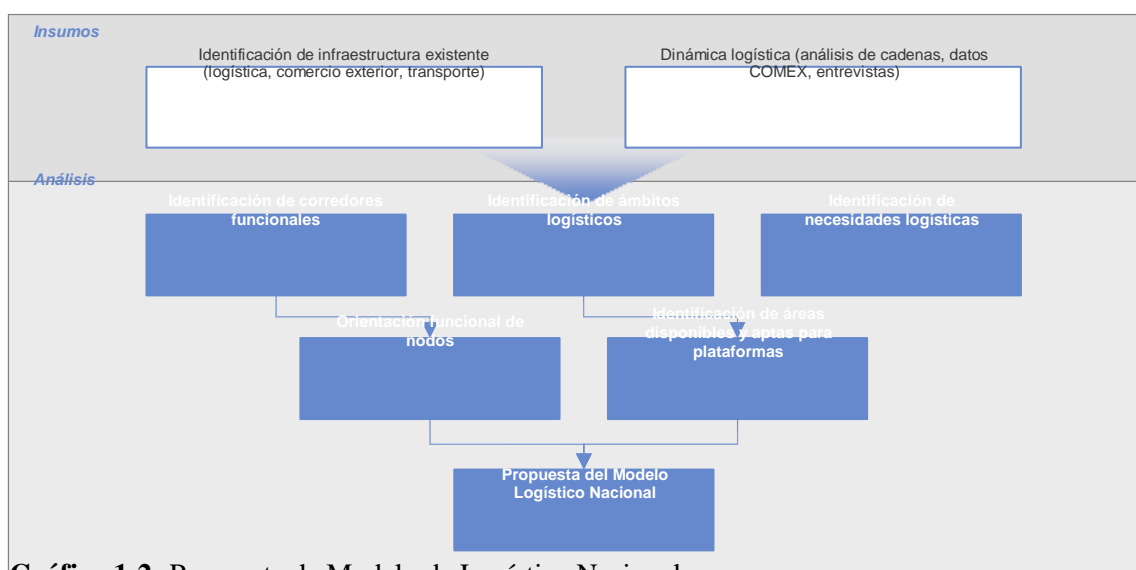 Insumos
Identificación de infraestructura existente
(logística, comercio exterior, transporte)
Dinámica logística (análisis de cadenas, datos
COMEX, entrevistas)
Análisis
Identificación de corredores
funcionales
Identificación de ámbitos
logísticos
Identificación de
necesidades logísticas
Orientación funcional de
nodos
Identificación de áreas
disponibles y aptas para
plataformas
Propuesta del Modelo
Logístico Nacional
Gráfico 1-2. Propuesta de Modelo de Logístico Nacional